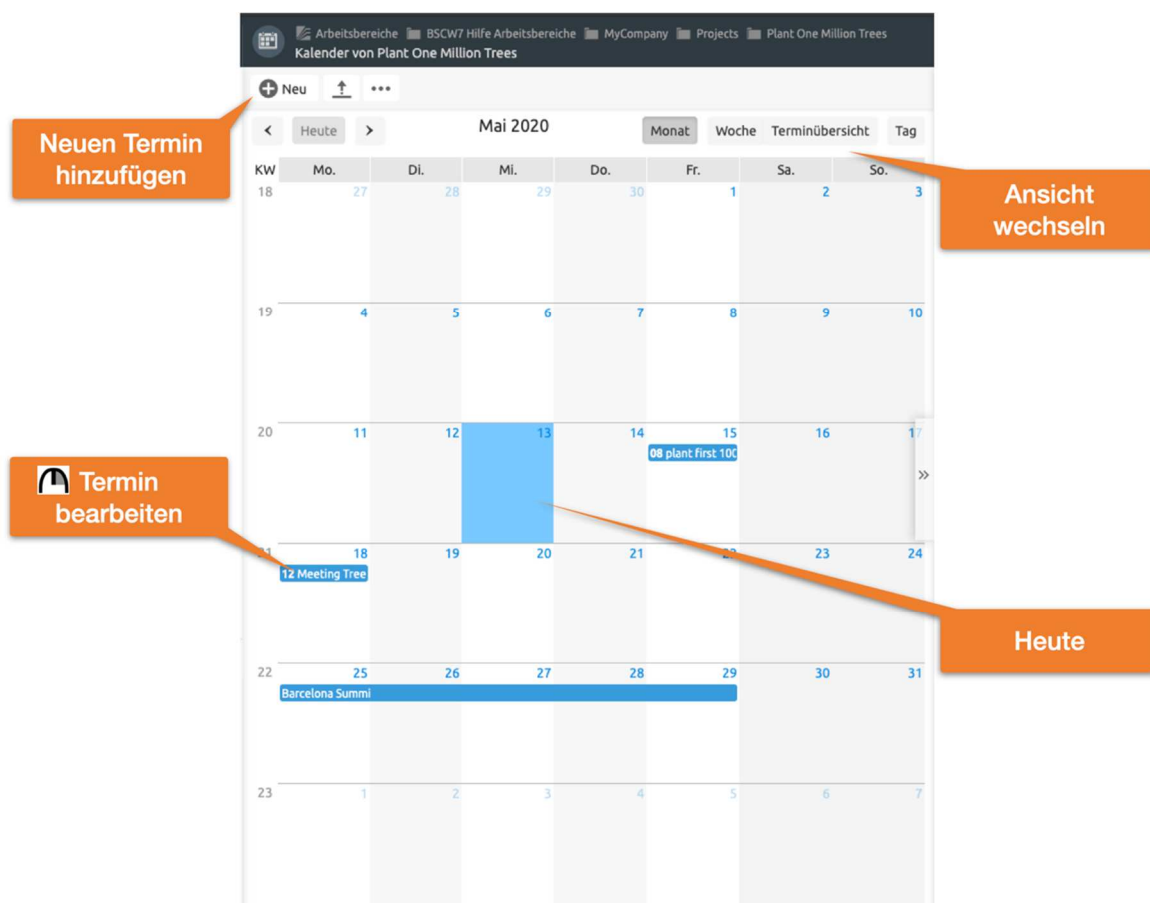 Arbeitsbereiche BSCW7 Hilfe Arbeitsbereiche MyCompany Projects Plant One Million Trees
Kalender von Plant One Million Trees
Neu
Neuen Termin
hinzufügen
Heute Mai 2020 Monat Woche Terminübersicht Tag
KW Mo. Di. Mi. Do. Fr. Sa. So.
18 27 28 29 30 1 2 3
Ansicht
wechseln
19 4 5 6 7 8 9 10
20 11 12 13 14 15 16 17
08 plant first 100
Termin
bearbeiten
21 18 19 20 21 22 23 24
12 Meeting Tree
Heute
22 25 26 27 28 29 30 31
Barcelona Summi
23 1 2 3 4 5 6 7